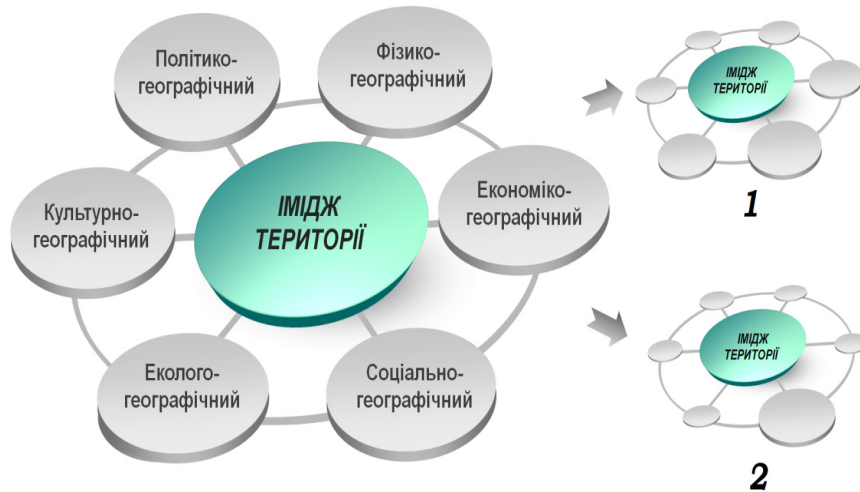 Політико-
географічний
Фізико-
географічний
Культурно-
географічний
ІМІДЖ
ТЕРИТОРІЇ
Економіко-
географічний
Еколого-
географічний
Соціально-
географічний
ІМІДЖ
ТЕРИТОРІЇ
1
ІМІДЖ
ТЕРИТОРІЇ
2